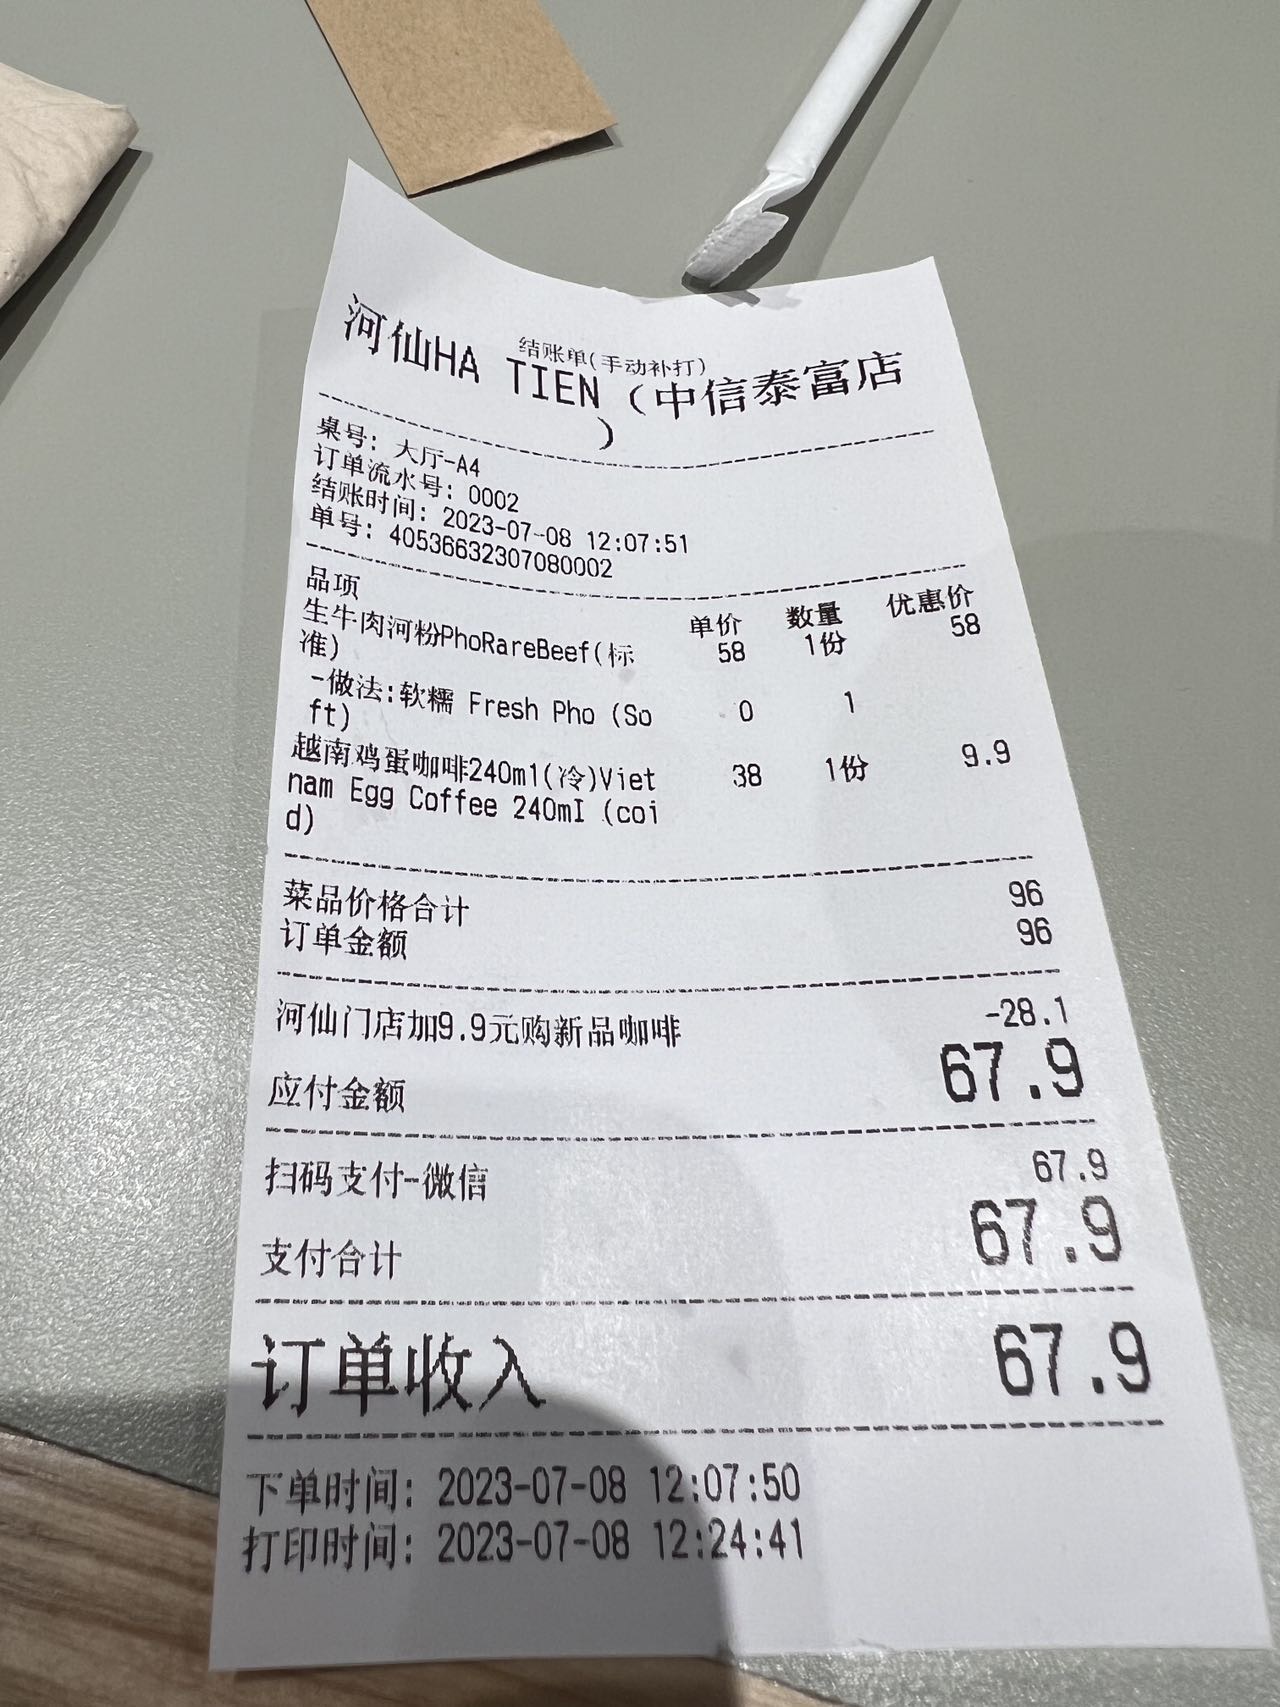 结账单(手动补打)
河仙HA TIEN（中信泰富店
）
桌号: 大厅-A4
订单流水号: 0002
结账时间: 2023-07-08 12:07:51
单号: 40536632307080002
品项 单价 数量 优惠价
生牛肉河粉PhoRareBeef(标 58 1份 58
准)
-做法:软糯 Fresh Pho (So 0 1
ft)
越南鸡蛋咖啡240ml(冷)Viet 38 1份 9.9
nam Egg Coffee 240mI (coi
d)
菜品价格合计 96
订单金额 96
河仙门店加9.9元购新品咖啡 -28.1
应付金额 67.9
扫码支付-微信 67.9
支付合计 67.9
订单收入 67.9
下单时间: 2023-07-08 12:07:50
打印时间: 2023-07-08 12:24:41